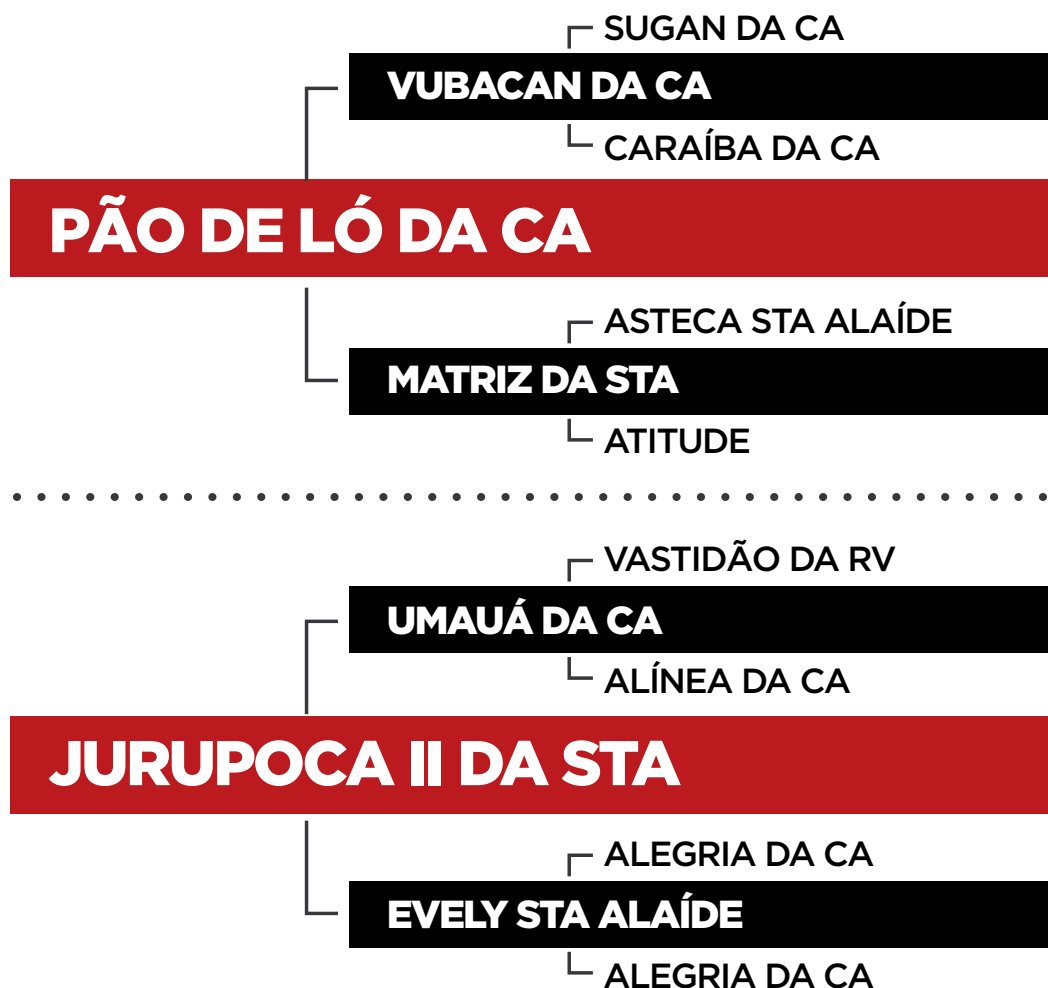 SUGAN DA CA
VUBACAN DA CA
CARAÍBA DA CA
PÃO DE LÓ DA CA
ASTECA STA ALAÍDE
MATRIZ DA STA
ATITUDE
VASTIDÃO DA RV
UMAUÁ DA CA
ALÍNEA DA CA
JURUPOCA II DA STA
ALEGRIA DA CA
EVELY STA ALAÍDE
ALEGRIA DA CA